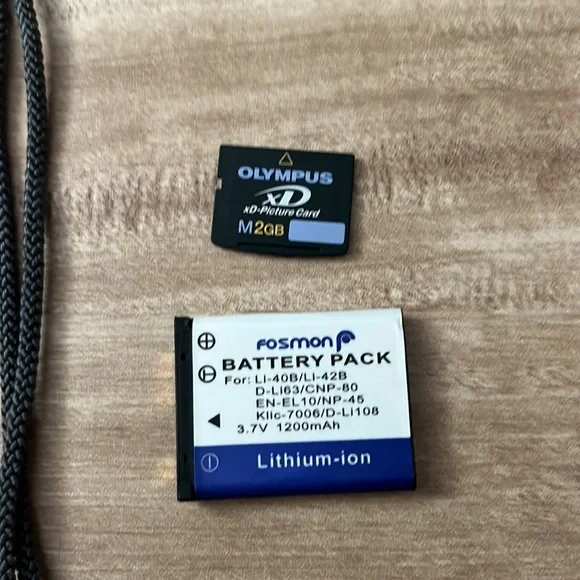 OLYMPUS
xD
xD-Picture Card
M 2GB
Fosmon
BATTERY PACK
For: Li-40B/Li-42B
D-Li63/CNP-80
EN-EL10/NP-45
Klic-7006/D-Li108
3.7V 1200mAh
Lithium-ion